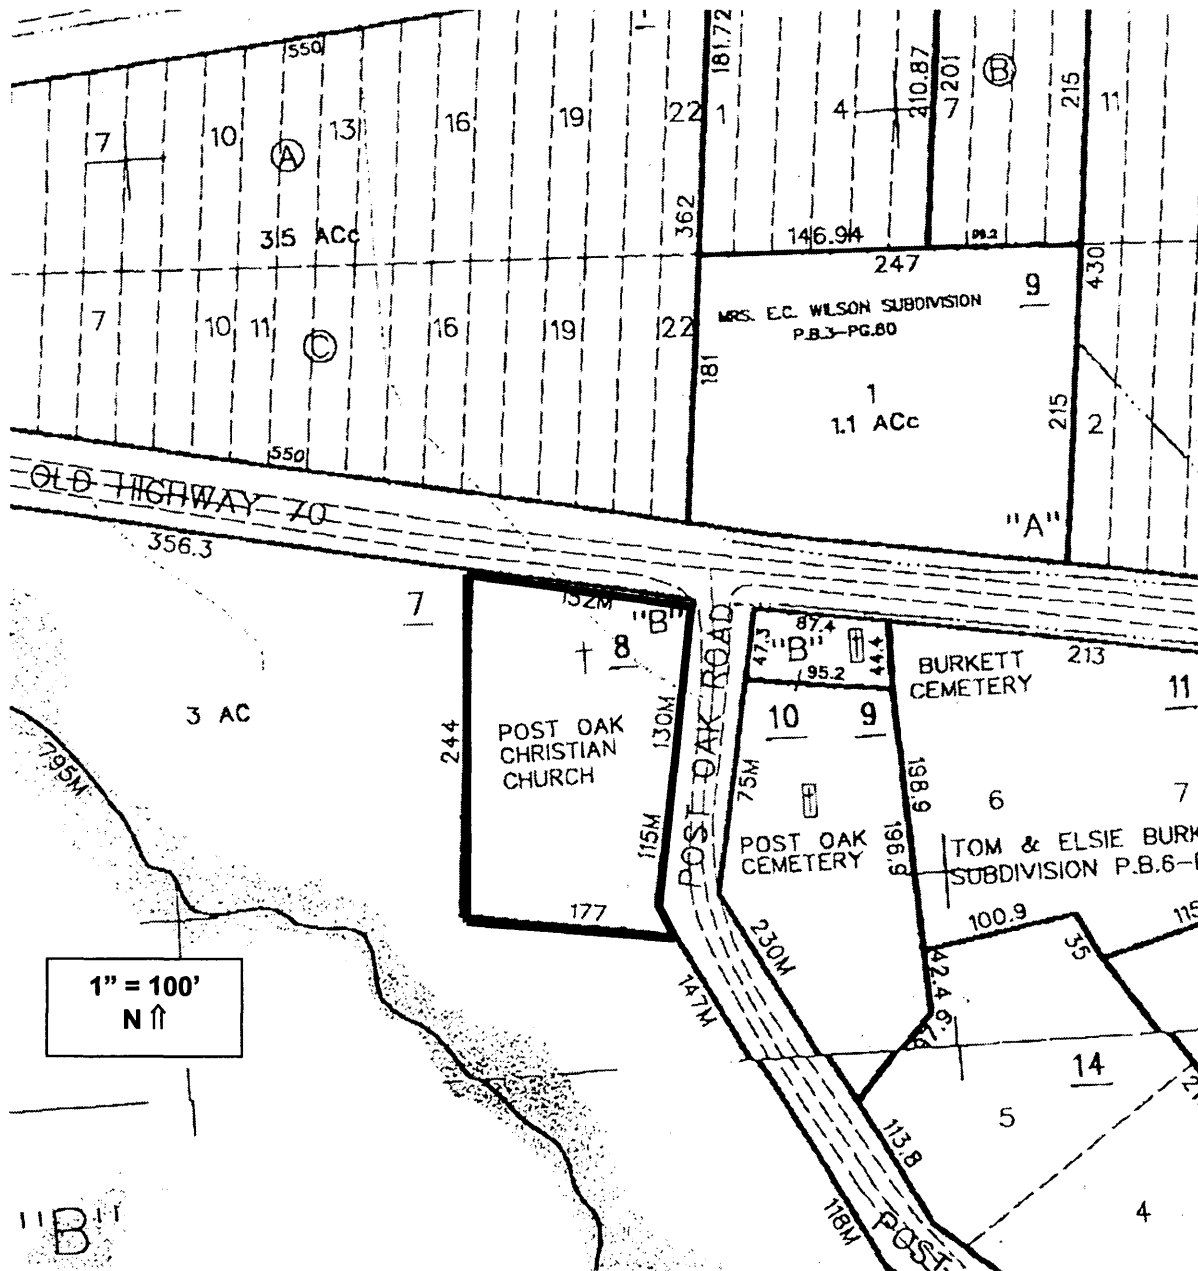 550
181.72
210.87
201
B
215
11
7
10
13
16
19
22
1
4
7
A
362
3.5 ACc
146.94
247
430
9
MRS. E.C. WILSON SUBDIVISION
P.B.3-PG.80
7
10
11
16
19
22
C
181
1
1.1 ACc
215
2
550
"A"
OLD HIGHWAY 70
356.3
7
152M
"B"
8
87.4
47.3
"B"
44.4
95.2
BURKETT
CEMETERY
213
11
3 AC
244
POST OAK
CHRISTIAN
CHURCH
130M
POST OAK ROAD
10
9
795M
75M
198.9
6
7
115M
POST OAK
CEMETERY
196.9
TOM & ELSIE BURK
SUBDIVISION P.B.6-
177
230M
100.9
35
115
1" = 100'
N ⇑
147M
42.4
14
5
113.8
118M
4
"B"
POST